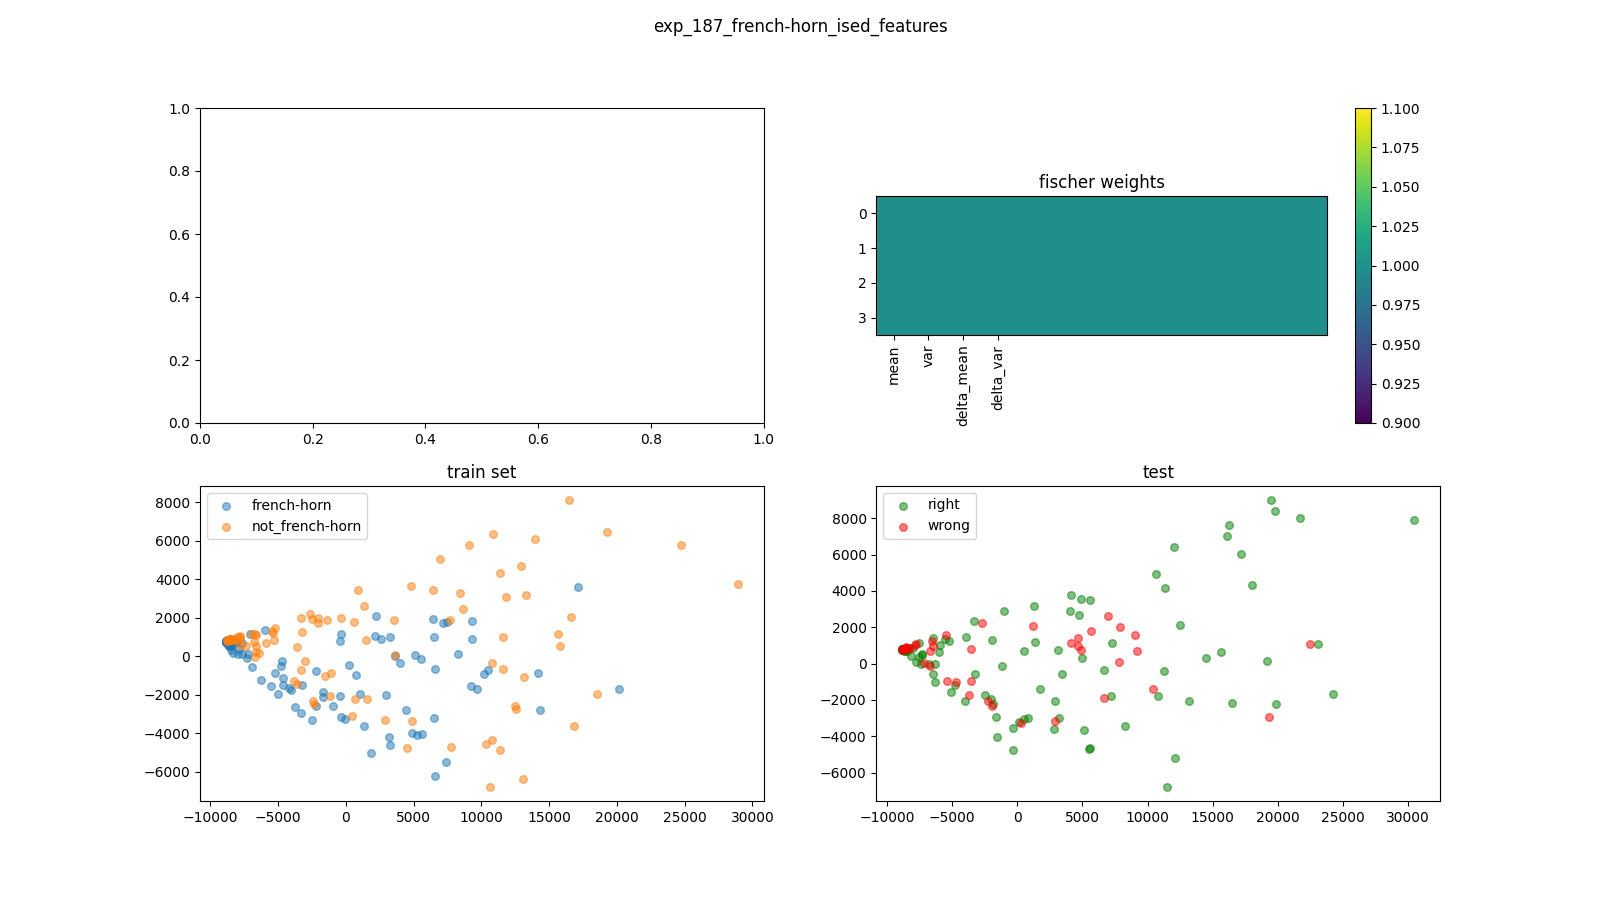 exp_187_french-horn_ised_features
1.0
0.8
0.6
0.4
0.2
0.0
0.0 0.2 0.4 0.6 0.8 1.0
fischer weights
0
1
2
3
mean var delta_mean delta_var
1.100
1.075
1.050
1.025
1.000
0.975
0.950
0.925
0.900
train set
french-horn
not_french-horn
8000
6000
4000
2000
0
−2000
−4000
−6000
−10000 −5000 0 5000 10000 15000 20000 25000 30000
test
right
wrong
8000
6000
4000
2000
0
−2000
−4000
−6000
−10000 −5000 0 5000 10000 15000 20000 25000 30000